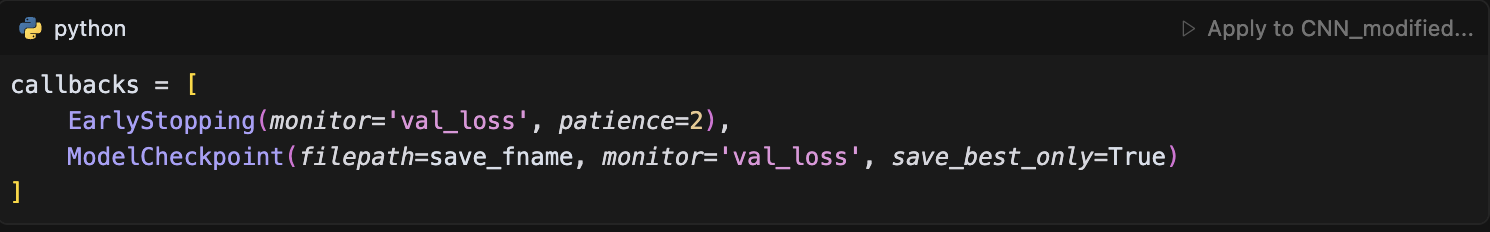 python
Apply to CNN_modified...
callbacks = [
    EarlyStopping(monitor='val_loss', patience=2),
    ModelCheckpoint(filepath=save_fname, monitor='val_loss', save_best_only=True)
]